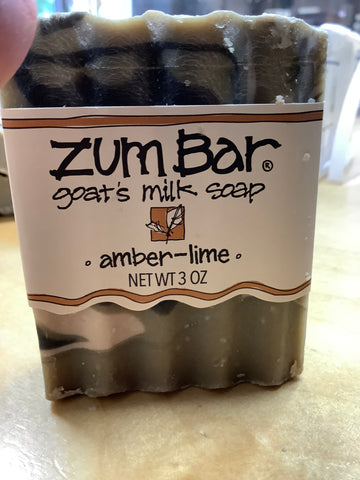 zum Bar®
goat's milk soap
• amber-lime •
NET WT 3 OZ